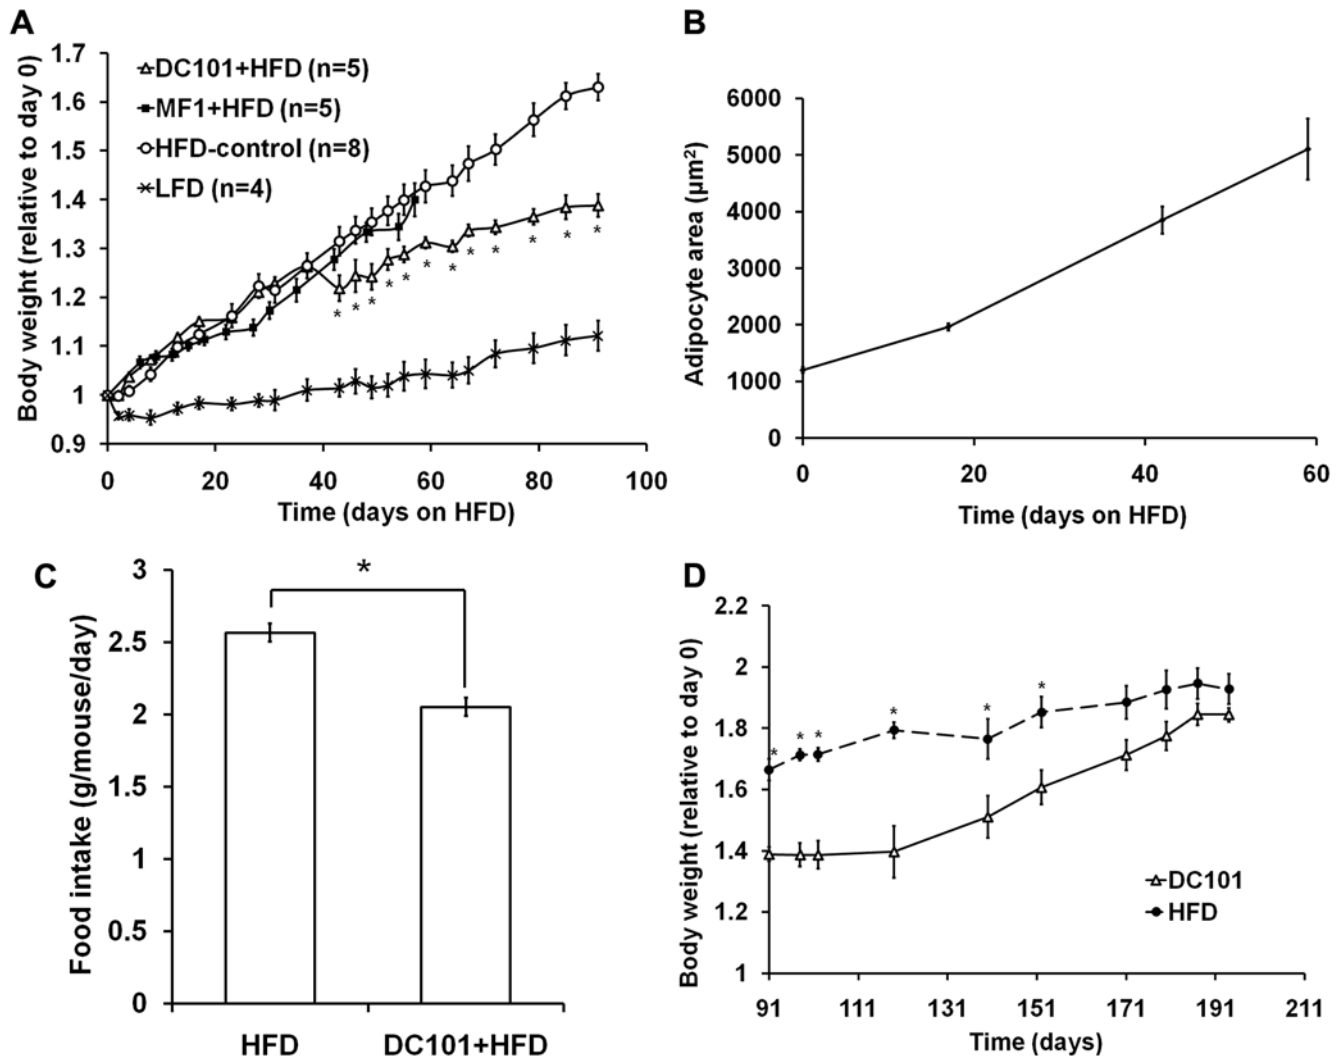 A
Body weight (relative to day 0)
1.7
1.6
1.5
1.4
1.3
1.2
1.1
1
0.9
DC101+HFD (n=5)
MF1+HFD (n=5)
HFD-control (n=8)
LFD (n=4)
* * * * * * * * * * *
0 20 40 60 80 100
Time (days on HFD)
B
Adipocyte area (µm²)
6000
5000
4000
3000
2000
1000
0
0 20 40 60
Time (days on HFD)
C
Food intake (g/mouse/day)
3
2.5
2
1.5
1
0.5
0
*
HFD DC101+HFD
D
Body weight (relative to day 0)
2.2
2
1.8
1.6
1.4
1.2
1
* * * * * *
DC101
HFD
91 111 131 151 171 191 211
Time (days)